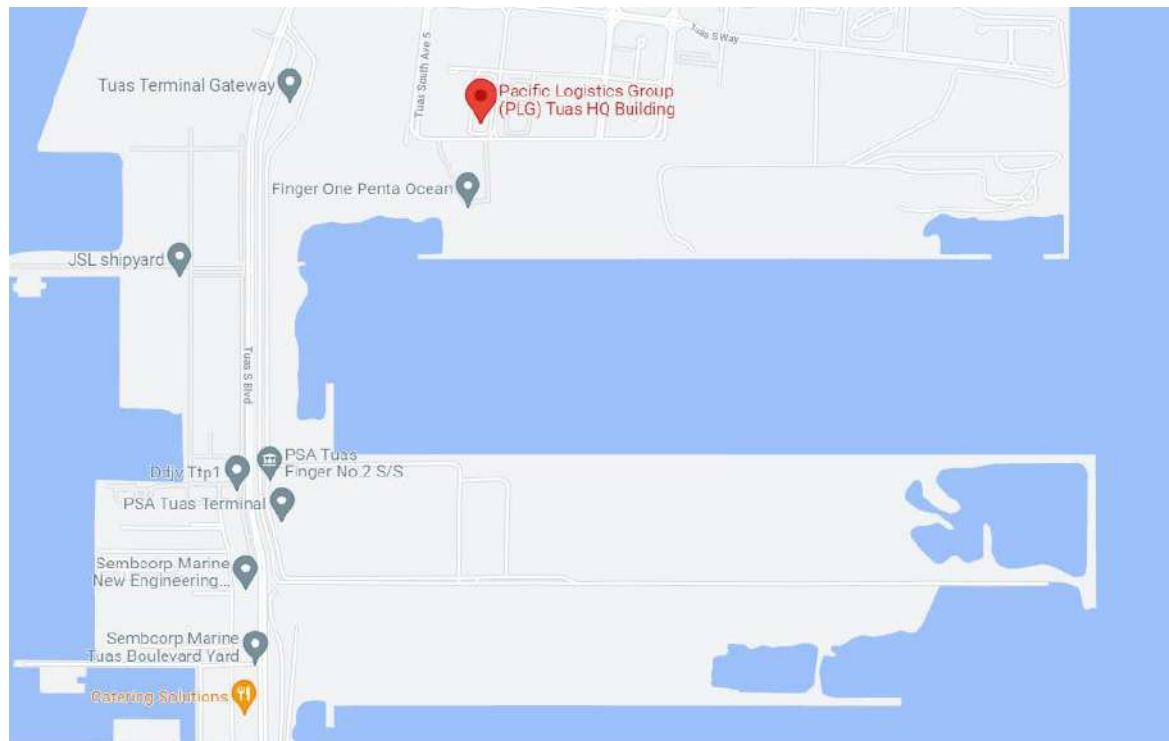 Tuas S Way
Tuas South Ave 5
Tuas Terminal Gateway
Pacific Logistics Group
(PLG) Tuas HQ Building
Finger One Penta Ocean
JSL shipyard
Tuas S Blvd
PSA Tuas
Finger No.2 S/S
Ddjv Ttp1
PSA Tuas Terminal
Sembcorp Marine
New Engineering...
Sembcorp Marine
Tuas Boulevard Yard
Catering Solutions